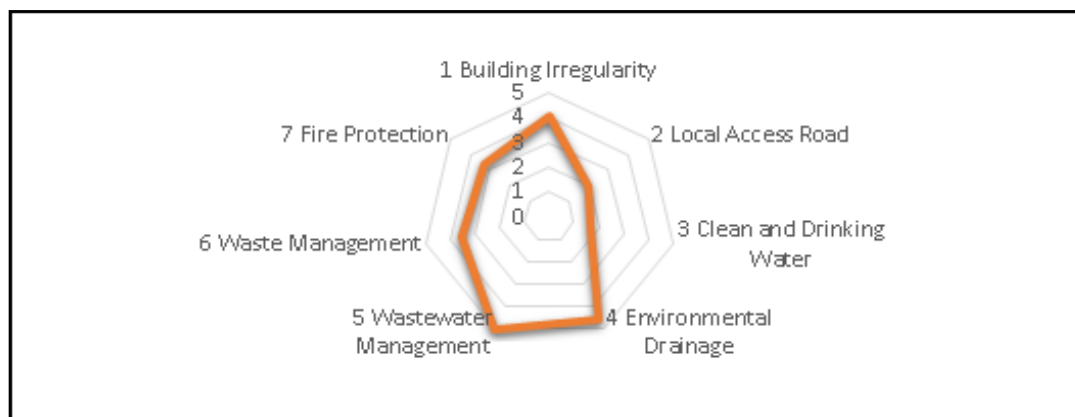 1 Building Irregularity
5
4
3
2
1
0
2 Local Access Road
3 Clean and Drinking
Water
4 Environmental
Drainage
5 Wastewater
Management
6 Waste Management
7 Fire Protection